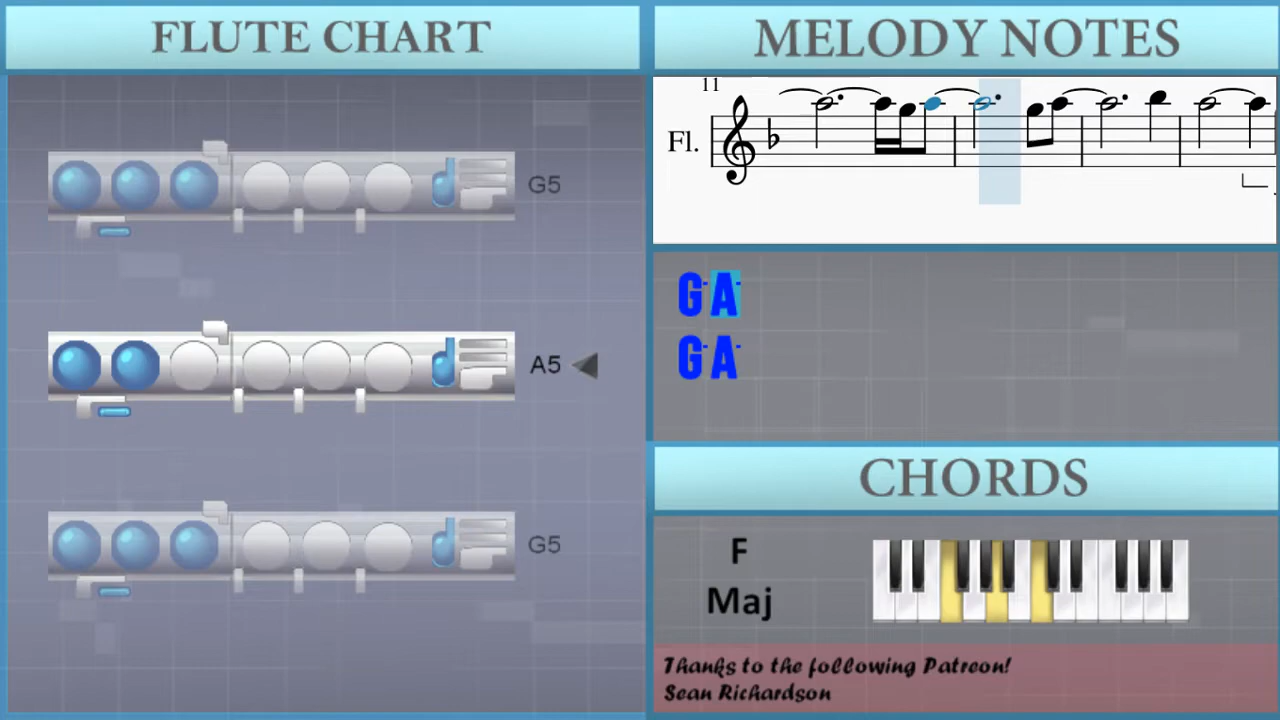 FLUTE CHART
G5
A5
G5
MELODY NOTES
11
Fl.
G A
G A
CHORDS
F
Maj
Thanks to the following Patreon!
Sean Richardson